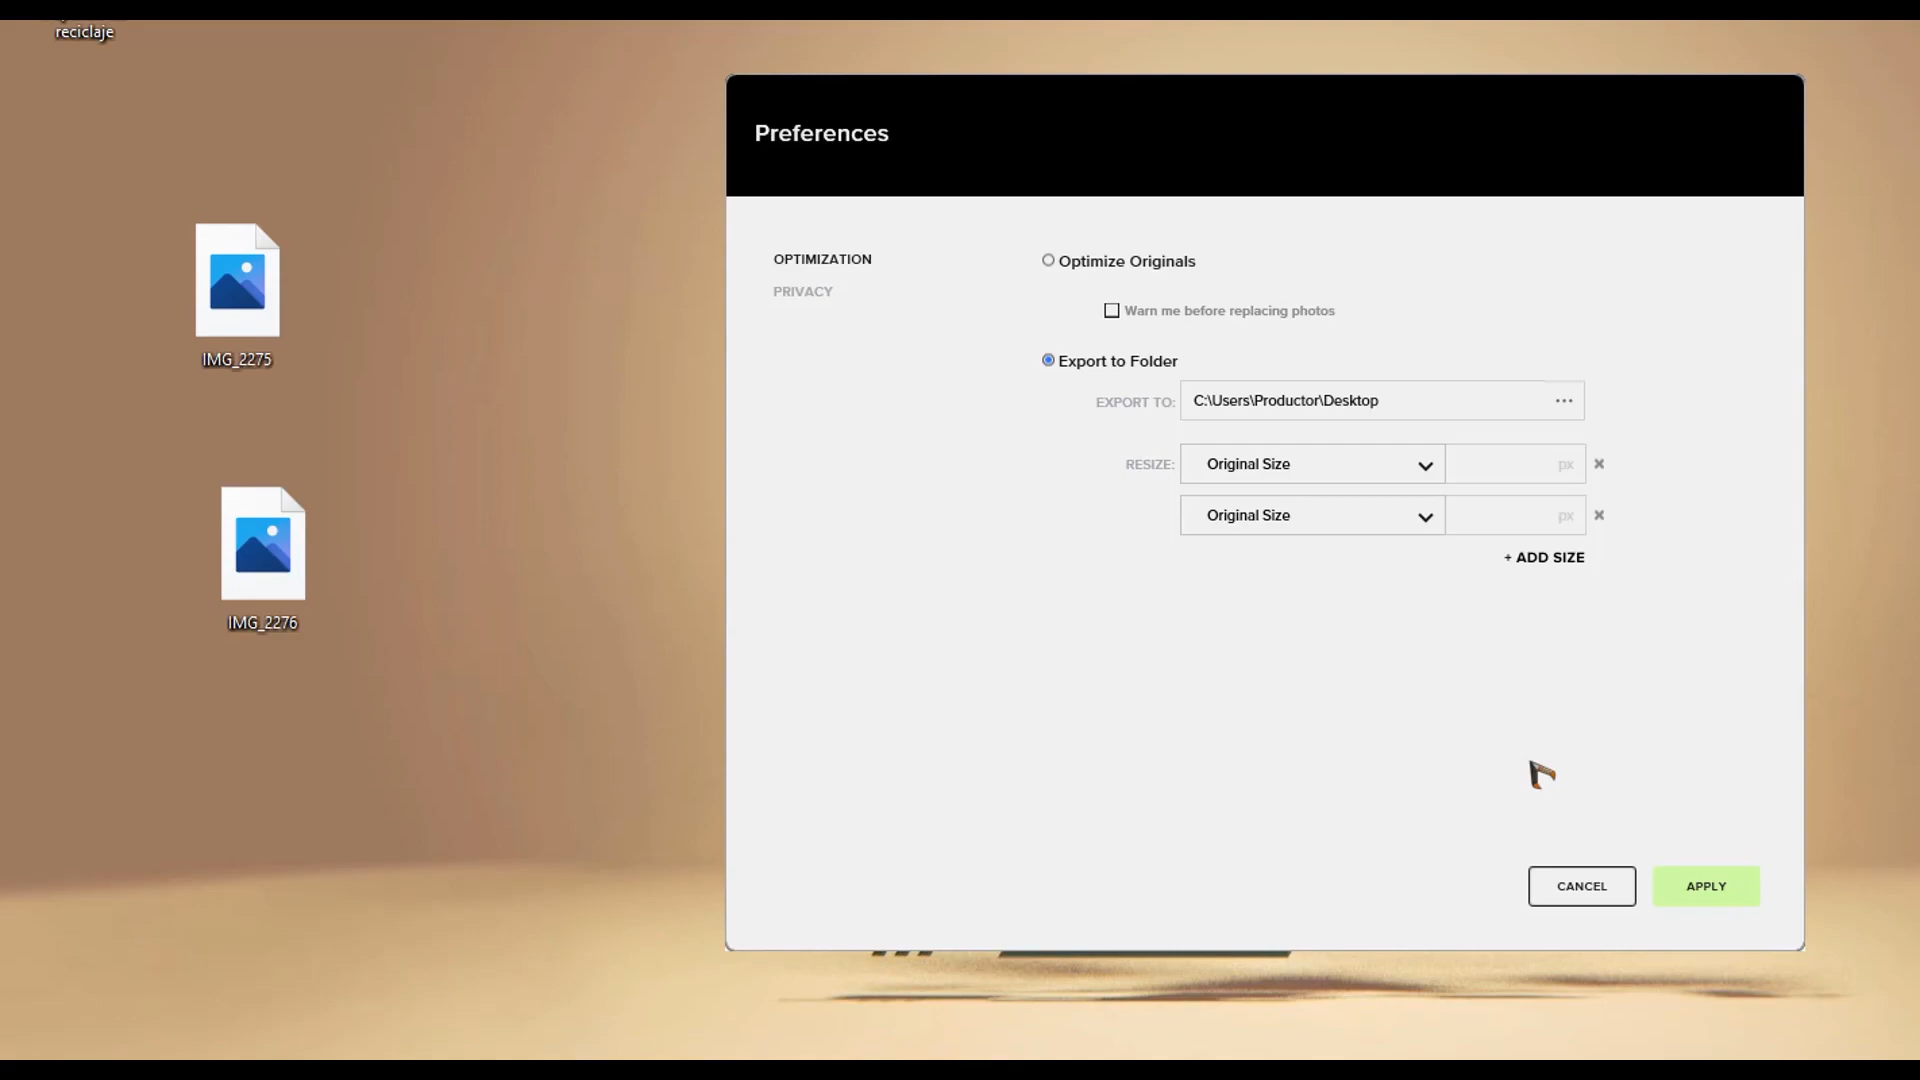 reciclaje
Preferences
OPTIMIZATION
PRIVACY
Optimize Originals
Warn me before replacing photos
Export to Folder
EXPORT TO: C:\Users\Productor\Desktop ...
RESIZE: Original Size px ×
Original Size px ×
+ ADD SIZE
CANCEL APPLY
IMG_2275
IMG_2276